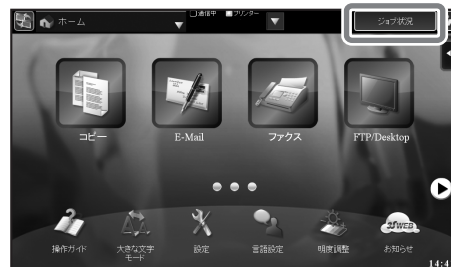 ホーム
□通信中 ■プリンター
ジョブ状況
コピー
E-Mail
ファクス
FTP/Desktop
操作ガイド
大きな文字
モード
設定
言語設定
明度調整
WEB
お知らせ
14:4